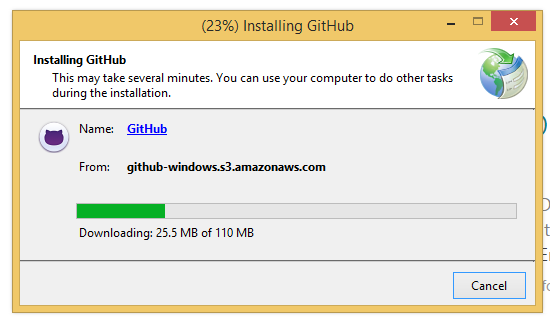 (23%) Installing GitHub
Installing GitHub
This may take several minutes. You can use your computer to do other tasks
during the installation.
Name: GitHub
From: github-windows.s3.amazonaws.com
Downloading: 25.5 MB of 110 MB
Cancel